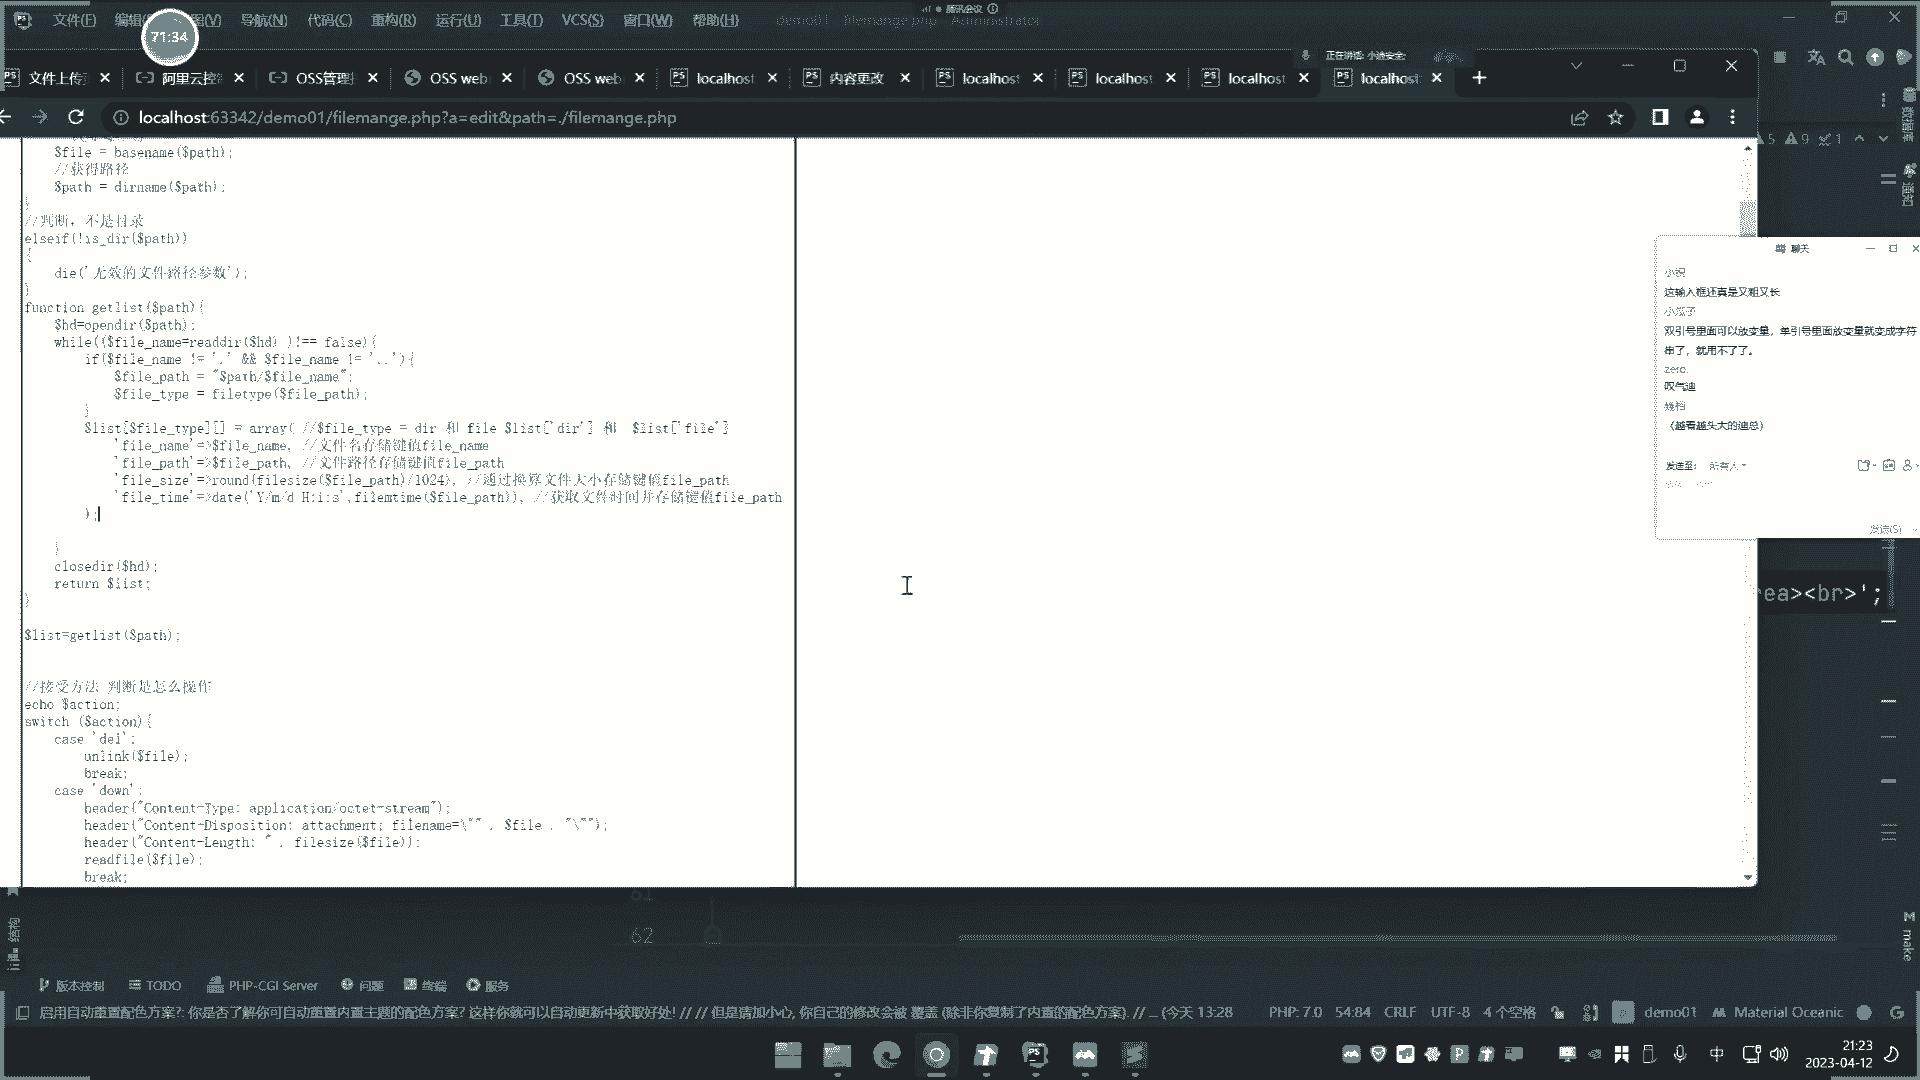 文件(F) 编辑 图(V) 导航(N) 代码(C) 重构(R) 运行(U) 工具(T) VCS(S) 窗口(W) 帮助(H) demo01 - filemange.php - Administrator
腾讯会议
71:34
正在讲话: 小迪安全;
文件上传 阿里云控 OSS管理控 OSS web OSS web localhost 内容更改 localhost localhost localhost localhost
localhost:63342/demo01/filemange.php?a=edit&path=./filemange.php
$file = basename($path);
//获得路径
$path = dirname($path);
}
//判断，不是目录
elseif(!is_dir($path))
{
die('无效的文件路径参数');
}
function getlist($path){
$hd=opendir($path);
while(($file_name=readdir($hd) )!== false){
if($file_name != '.' && $file_name != '..'){
$file_path = "$path/$file_name";
$file_type = filetype($file_path);
}
$list[$file_type][] = array( //$file_type = dir 和 file $list['dir'] 和 $list['file']
'file_name'=>$file_name, //文件名存储键值file_name
'file_path'=>$file_path, //文件路径存储键值file_path
'file_size'=>round(filesize($file_path)/1024), //通过换算文件大小存储键值file_path
'file_time'=>date('Y/m/d H:i:s',filemtime($file_path)), //获取文件时间并存储键值file_path
);
}
closedir($hd);
return $list;
}
$list=getlist($path);
//接受方法 判断是怎么操作
echo $action;
switch ($action){
case 'del':
unlink($file);
break;
case 'down':
header("Content-Type: application/octet-stream");
header("Content-Disposition: attachment; filename=\"" . $file . "\"");
header("Content-Length: " . filesize($file));
readfile($file);
break;
5 9 1
数据库
通知
聊天
这输入框还真是又粗又长
双引号里面可以放变量，单引号里面放变量就变成字符
串了，就用不了了。
zero.
叹气迪
（越看越头大的迪总）
发送至: 所有人
发送(S)
ea><br>';
61
62
结构
make
版本控制 TODO PHP-CGI Server 问题 终端 服务
启用自动重置配色方案?: 你是否了解你可自动重置内置主题的配色方案? 这样你就可以自动更新中获取好处! // // 但是请加小心, 你自己的修改会被 覆盖 (除非你复制了内置的配色方案). // ... (今天 13:28 PHP: 7.0 54:84 CRLF UTF-8 4 个空格 demo01 Material Oceanic
中 21:23
2023-04-12